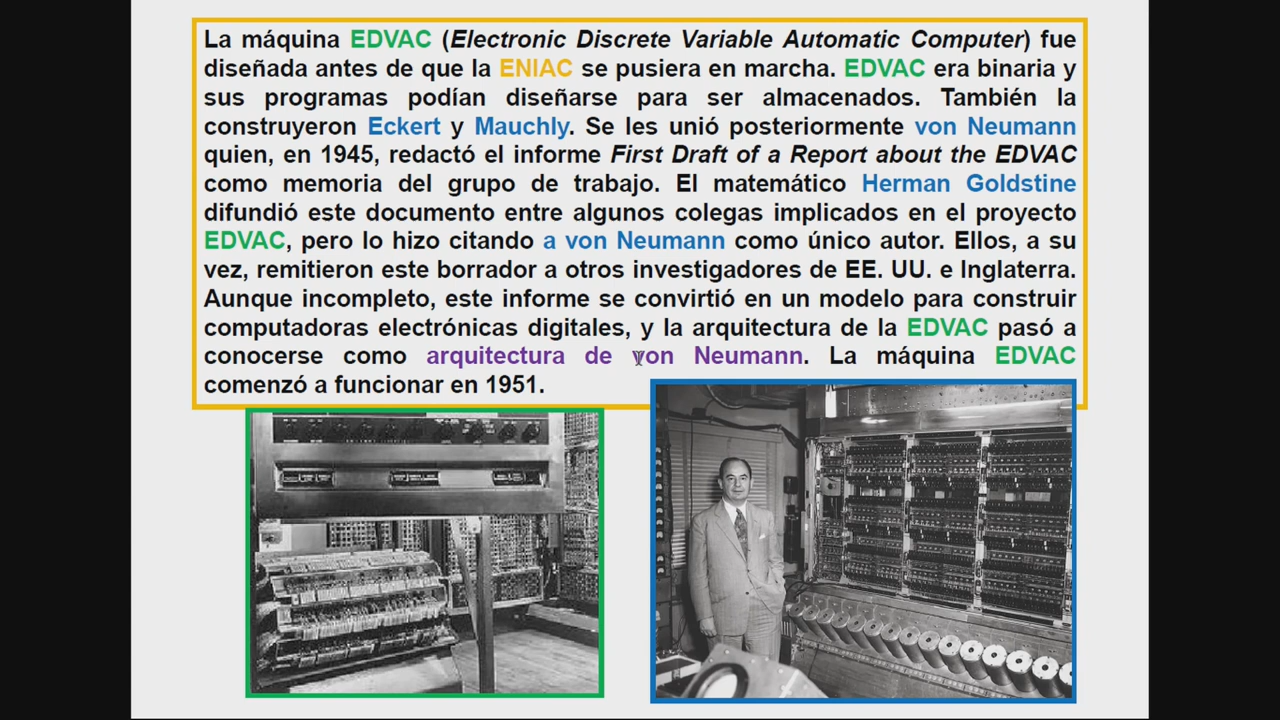 La máquina EDVAC (Electronic Discrete Variable Automatic Computer) fue
diseñada antes de que la ENIAC se pusiera en marcha. EDVAC era binaria y
sus programas podían diseñarse para ser almacenados. También la
construyeron Eckert y Mauchly. Se les unió posteriormente von Neumann
quien, en 1945, redactó el informe First Draft of a Report about the EDVAC
como memoria del grupo de trabajo. El matemático Herman Goldstine
difundió este documento entre algunos colegas implicados en el proyecto
EDVAC, pero lo hizo citando a von Neumann como único autor. Ellos, a su
vez, remitieron este borrador a otros investigadores de EE. UU. e Inglaterra.
Aunque incompleto, este informe se convirtió en un modelo para construir
computadoras electrónicas digitales, y la arquitectura de la EDVAC pasó a
conocerse como arquitectura de von Neumann. La máquina EDVAC
comenzó a funcionar en 1951.